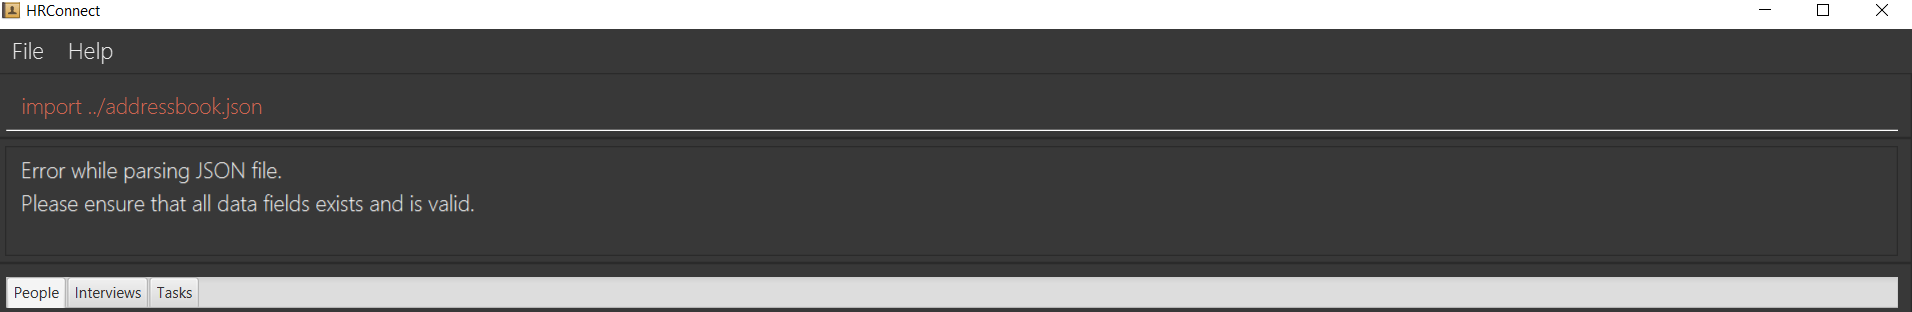 HRConnect
File Help
import ../addressbook.json
Error while parsing JSON file.
Please ensure that all data fields exists and is valid.
People Interviews Tasks